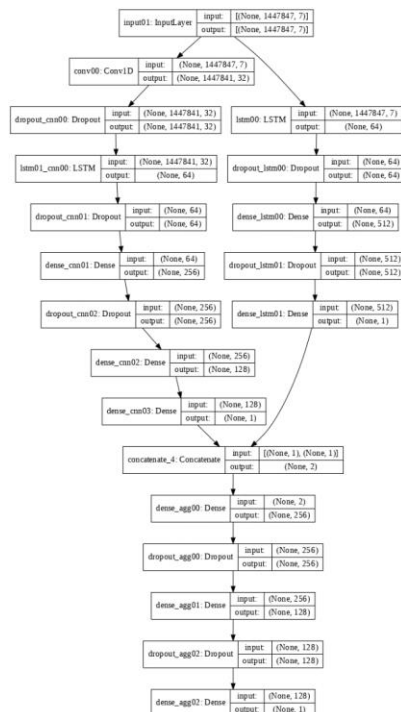 input01: InputLayer input: [(None, 1447847, 7)]
output: [(None, 1447847, 7)]
conv00: Conv1D input: (None, 1447847, 7)
output: (None, 1447841, 32)
dropout_cnn00: Dropout input: (None, 1447841, 32)
output: (None, 1447841, 32)
lstm00: LSTM input: (None, 1447847, 7)
output: (None, 64)
lstm01_cnn00: LSTM input: (None, 1447841, 32)
output: (None, 64)
dropout_lstm00: Dropout input: (None, 64)
output: (None, 64)
dropout_cnn01: Dropout input: (None, 64)
output: (None, 64)
dense_lstm00: Dense input: (None, 64)
output: (None, 512)
dense_cnn01: Dense input: (None, 64)
output: (None, 256)
dropout_lstm01: Dropout input: (None, 512)
output: (None, 512)
dropout_cnn02: Dropout input: (None, 256)
output: (None, 256)
dense_lstm01: Dense input: (None, 512)
output: (None, 1)
dense_cnn02: Dense input: (None, 256)
output: (None, 128)
dense_cnn03: Dense input: (None, 128)
output: (None, 1)
concatenate_4: Concatenate input: [(None, 1), (None, 1)]
output: (None, 2)
dense_agg00: Dense input: (None, 2)
output: (None, 256)
dropout_agg00: Dropout input: (None, 256)
output: (None, 256)
dense_agg01: Dense input: (None, 256)
output: (None, 128)
dropout_agg02: Dropout input: (None, 128)
output: (None, 128)
dense_agg02: Dense input: (None, 128)
output: (None, 1)